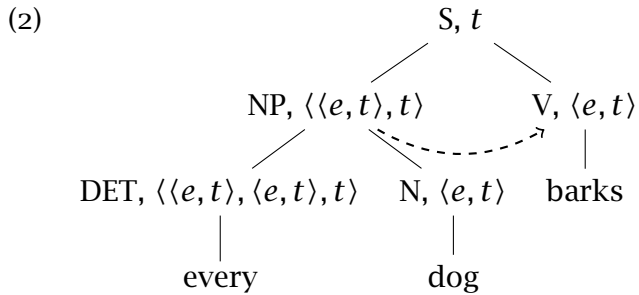 (2) S, t
NP, ⟨⟨e, t⟩, t⟩ V, ⟨e, t⟩
DET, ⟨⟨e, t⟩, ⟨e, t⟩, t⟩ N, ⟨e, t⟩ barks
every dog